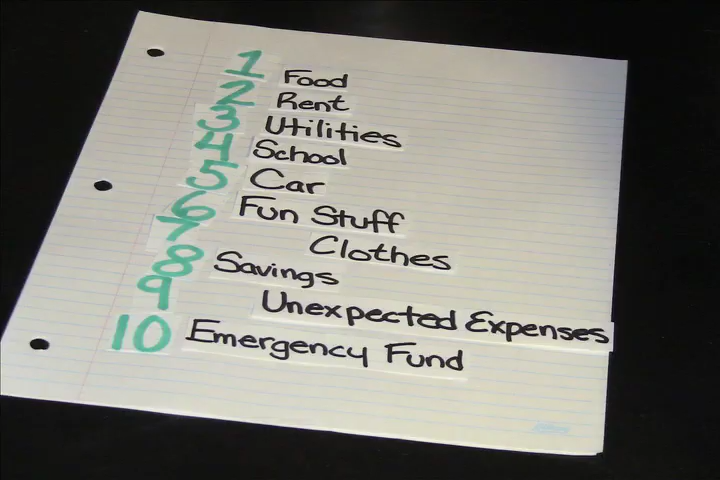 1 Food
2 Rent
3 Utilities
4 School
5 Car
6 Fun Stuff
7 Clothes
8 Savings
9 Unexpected Expenses
10 Emergency Fund